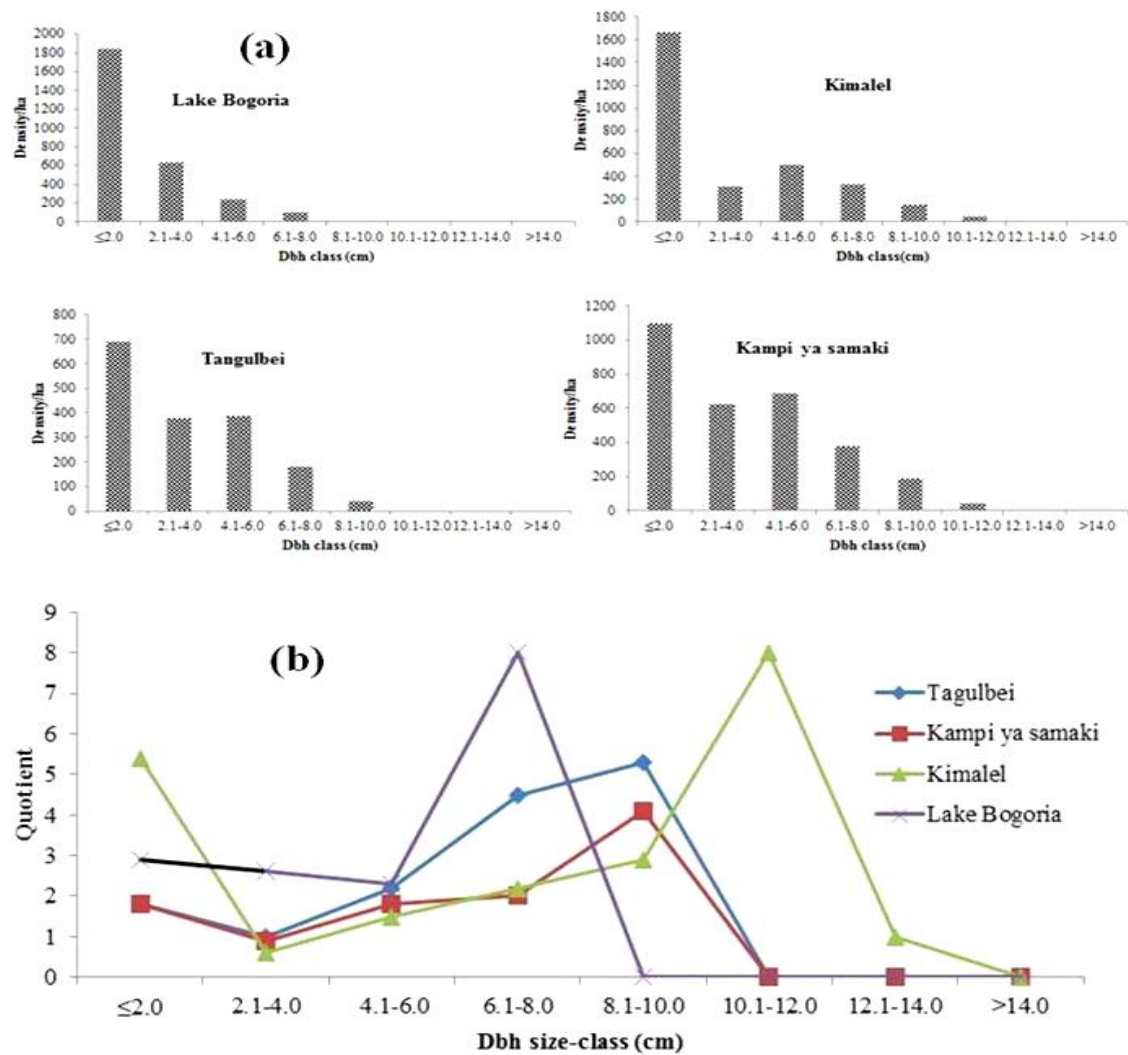 (a)
Lake Bogoria
Density/ha
2000
1800
1600
1400
1200
1000
800
600
400
200
0
≤2.0 2.1-4.0 4.1-6.0 6.1-8.0 8.1-10.0 10.1-12.0 12.1-14.0 >14.0
Dbh class (cm)
Kimalel
Density/ha
1800
1600
1400
1200
1000
800
600
400
200
0
≤2.0 2.1-4.0 4.1-6.0 6.1-8.0 8.1-10.0 10.1-12.0 12.1-14.0 >14.0
Dbh class(cm)
Tangulbei
Density/ha
800
700
600
500
400
300
200
100
0
≤2.0 2.1-4.0 4.1-6.0 6.1-8.0 8.1-10.0 10.1-12.0 12.1-14.0 >14.0
Dbh class (cm)
Kampi ya samaki
Density/ha
1200
1000
800
600
400
200
0
≤2.0 2.1-4.0 4.1-6.0 6.1-8.0 8.1-10.0 10.1-12.0 12.1-14.0 >14.0
Dbh class (cm)
(b)
Quotient
9
8
7
6
5
4
3
2
1
0
≤2.0 2.1-4.0 4.1-6.0 6.1-8.0 8.1-10.0 10.1-12.0 12.1-14.0 >14.0
Dbh size-class (cm)
Tagulbei
Kampi ya samaki
Kimalel
Lake Bogoria